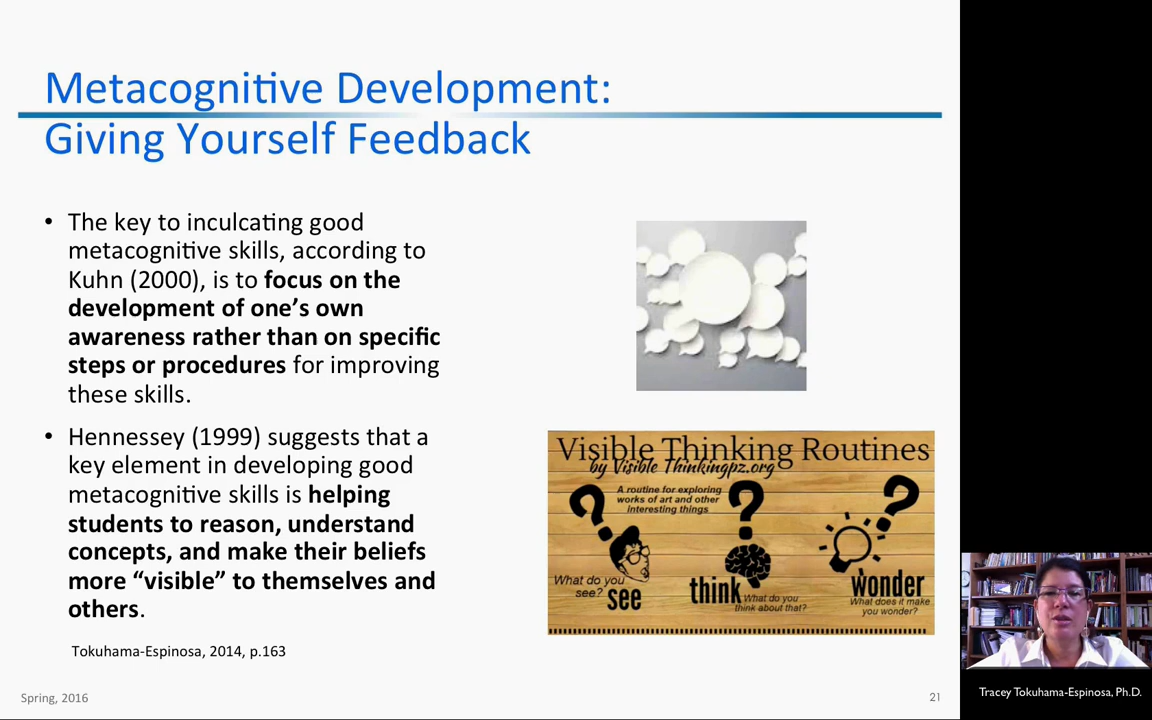 Metacognitive Development:
Giving Yourself Feedback
• The key to inculcating good
metacognitive skills, according to
Kuhn (2000), is to focus on the
development of one’s own
awareness rather than on specific
steps or procedures for improving
these skills.
• Hennessey (1999) suggests that a
key element in developing good
metacognitive skills is helping
students to reason, understand
concepts, and make their beliefs
more “visible” to themselves and
others.
Tokuhama-Espinosa, 2014, p.163
Visible Thinking Routines
by Visible Thinkingpz.org
A routine for exploring
works of art and other
interesting things
What do you
see?
see
think
What do you
think about that?
wonder
What does it make
you wonder?
Spring, 2016
21
Tracey Tokuhama-Espinosa, Ph.D.